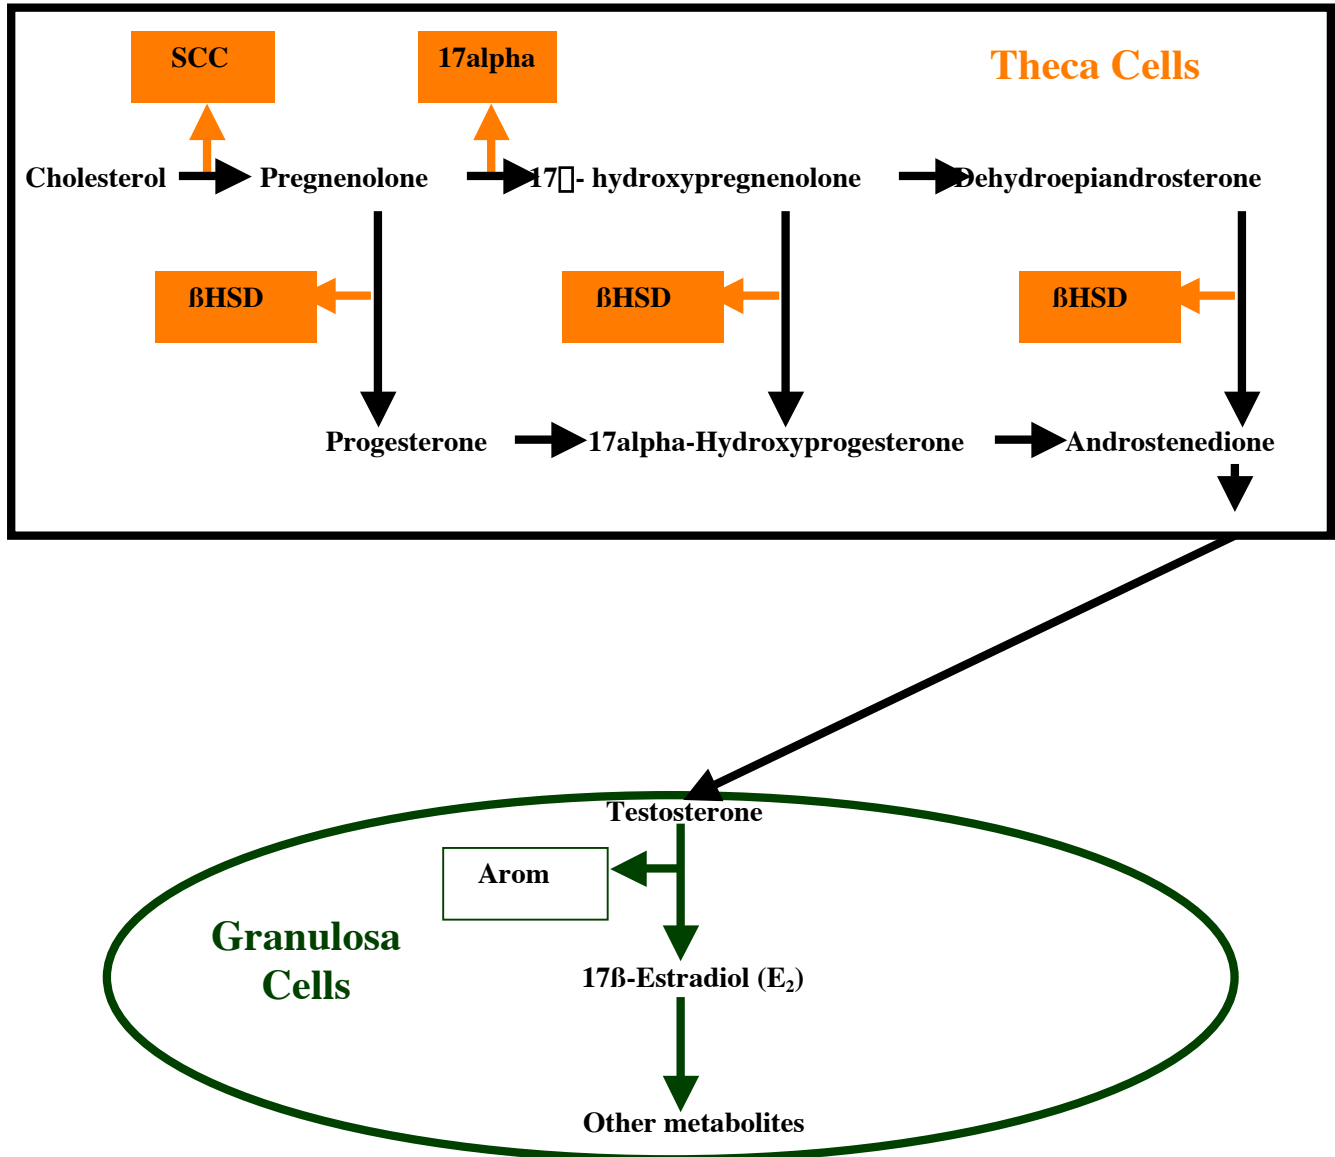 SCC
17alpha
Theca Cells
Cholesterol
Pregnenolone
17▯- hydroxypregnenolone
Dehydroepiandrosterone
ßHSD
ßHSD
ßHSD
Progesterone
17alpha-Hydroxyprogesterone
Androstenedione
Testosterone
Arom
Granulosa
Cells
17ß-Estradiol (E₂)
Other metabolites